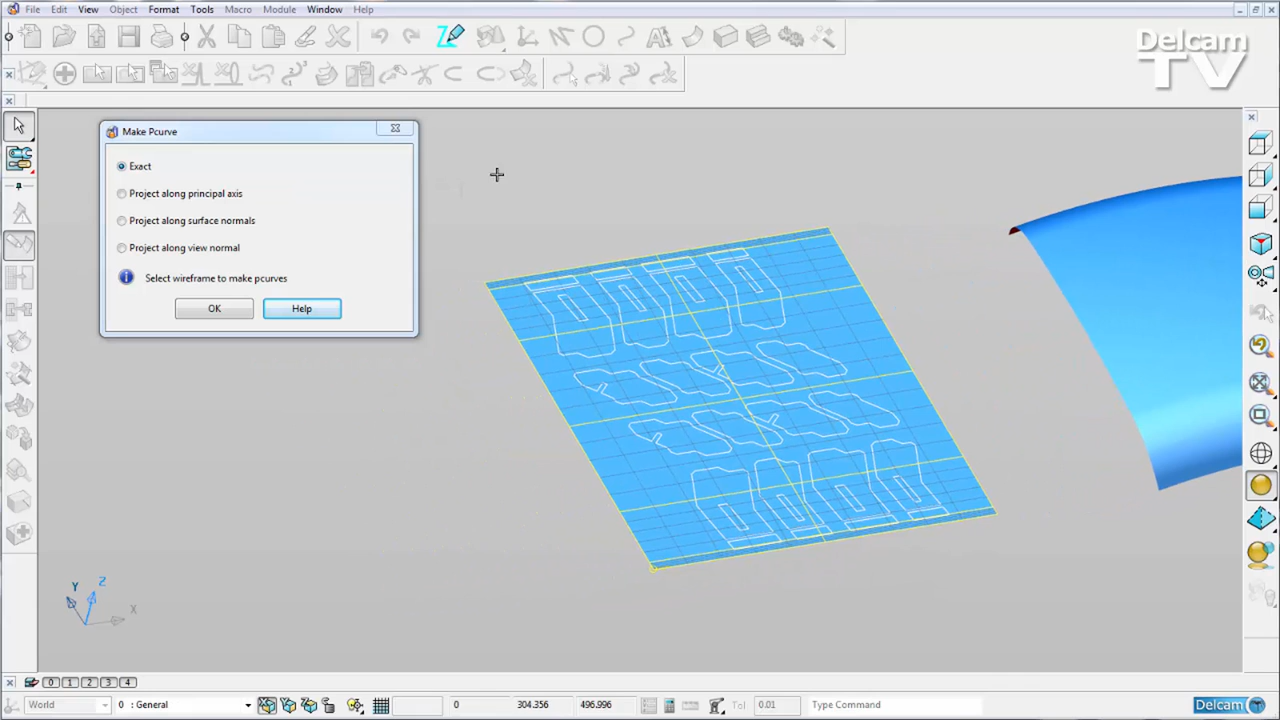 File Edit View Object Format Tools Macro Module Window Help
Delcam
TV
Make Pcurve
Exact
Project along principal axis
Project along surface normals
Project along view normal
Select wireframe to make pcurves
OK Help
Z
Y
X
0 1 2 3 4
World 0 : General 0 304.356 496.996 Tol 0.01 Type Command Delcam